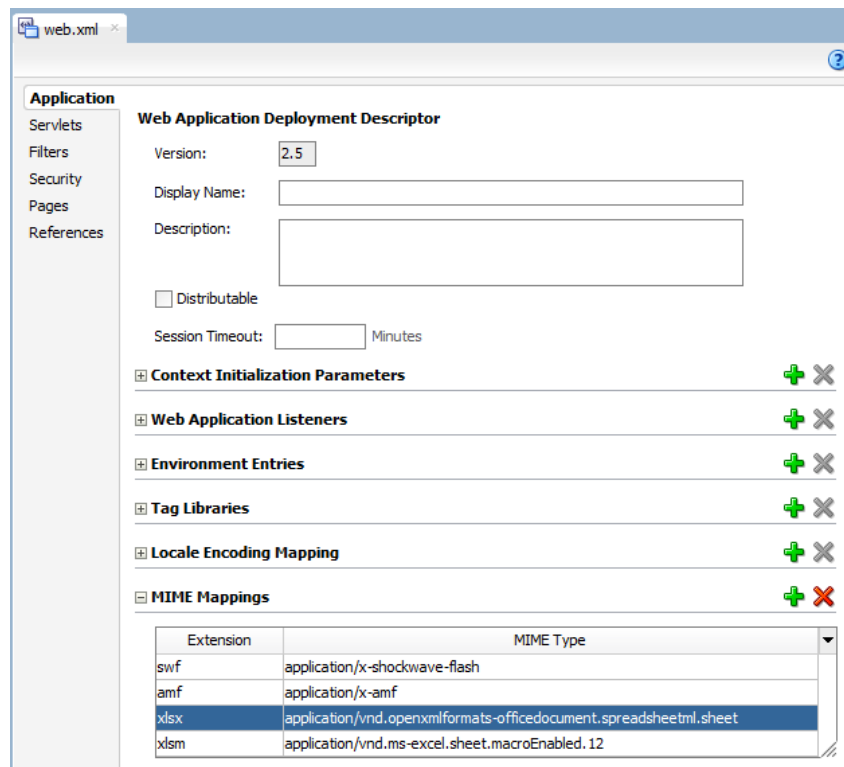 web.xml
Application
Servlets
Filters
Security
Pages
References
Web Application Deployment Descriptor
Version: 2.5
Display Name:
Description:
Distributable
Session Timeout: Minutes
Context Initialization Parameters
Web Application Listeners
Environment Entries
Tag Libraries
Locale Encoding Mapping
MIME Mappings
Extension MIME Type
swf application/x-shockwave-flash
amf application/x-amf
xlsx application/vnd.openxmlformats-officedocument.spreadsheetml.sheet
xlsm application/vnd.ms-excel.sheet.macroEnabled.12